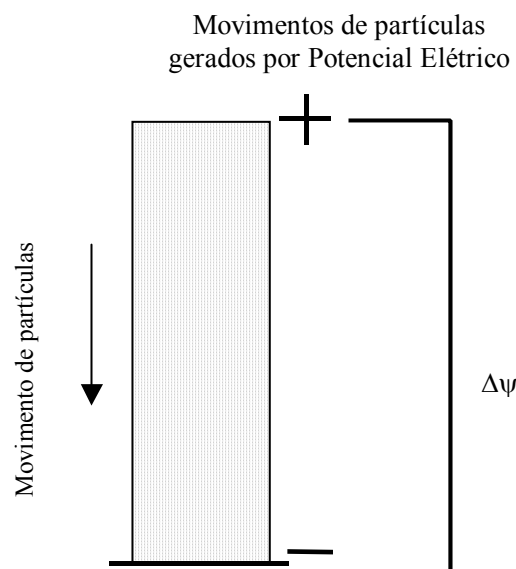 Movimentos de partículas
gerados por Potencial Elétrico
+
Movimento de partículas
Δψ
−